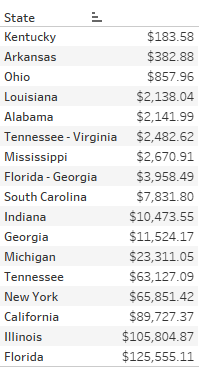 State
Kentucky $183.58
Arkansas $382.88
Ohio $857.96
Louisiana $2,138.04
Alabama $2,141.99
Tennessee - Virginia $2,482.62
Mississippi $2,670.91
Florida - Georgia $3,958.49
South Carolina $7,831.80
Indiana $10,473.55
Georgia $11,524.17
Michigan $23,311.05
Tennessee $63,127.09
New York $65,851.42
California $89,727.37
Illinois $105,804.87
Florida $125,555.11